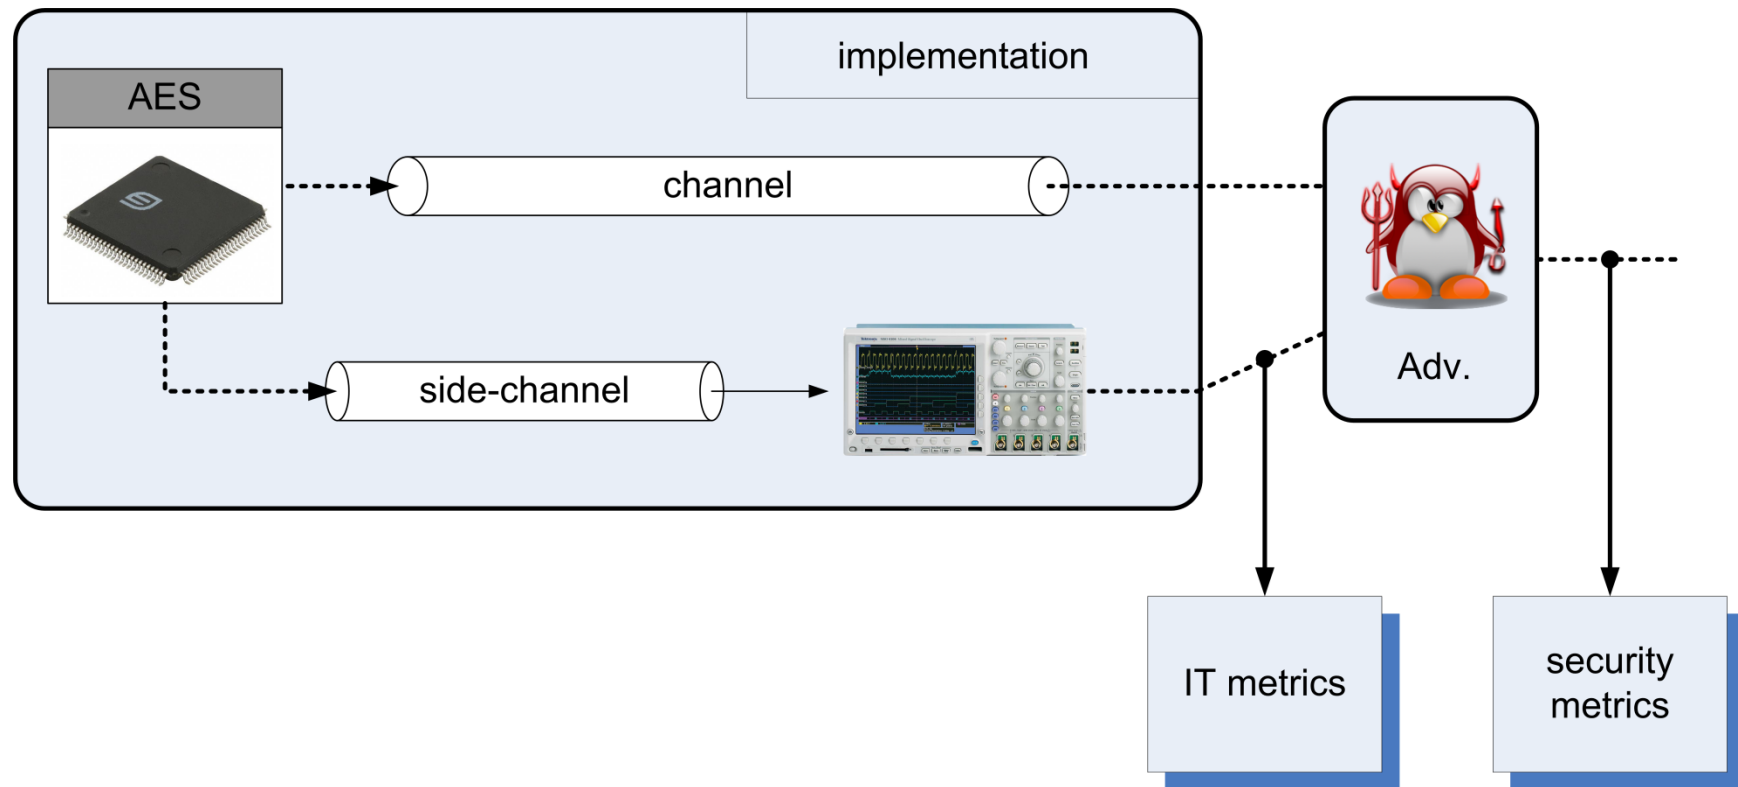 implementation
AES
channel
side-channel
Adv.
IT metrics
security
metrics